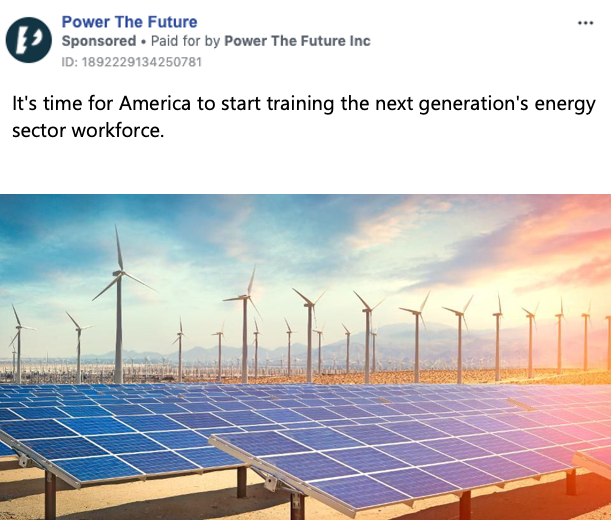 Power The Future
Sponsored • Paid for by Power The Future Inc
ID: 1892229134250781
It's time for America to start training the next generation's energy
sector workforce.